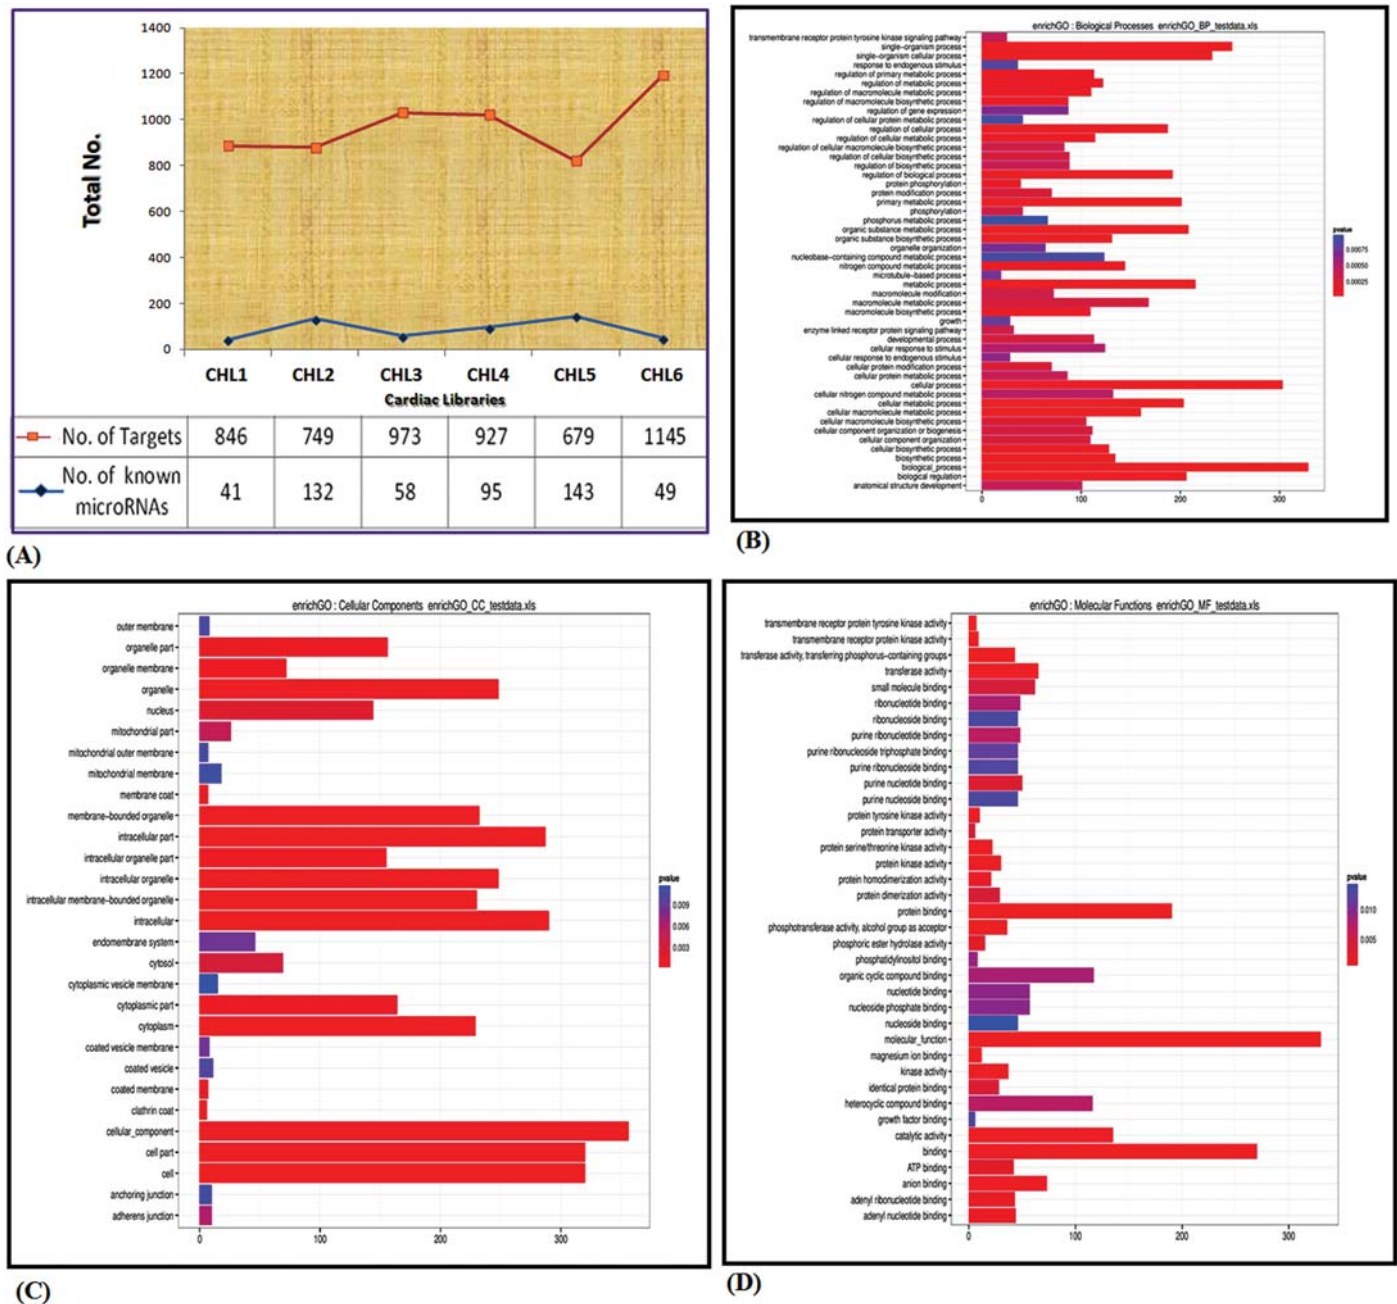 1400
1200
1000
800
600
400
200
0
Total No.
CHL1 CHL2 CHL3 CHL4 CHL5 CHL6
Cardiac Libraries
No. of Targets 846 749 973 927 679 1145
No. of known microRNAs 41 132 58 95 143 49
(A)
enrichGO : Biological Processes enrichGO_BP_testdata.xls
transmembrane receptor protein tyrosine kinase signaling pathway
single-organism process
single-organism cellular process
response to endogenous stimulus
regulation of primary metabolic process
regulation of metabolic process
regulation of macromolecule metabolic process
regulation of macromolecule biosynthetic process
regulation of gene expression
regulation of cellular protein metabolic process
regulation of cellular process
regulation of cellular metabolic process
regulation of cellular macromolecule biosynthetic process
regulation of cellular biosynthetic process
regulation of biosynthetic process
regulation of biological process
protein phosphorylation
protein modification process
primary metabolic process
phosphorylation
phosphorus metabolic process
organic substance metabolic process
organic substance biosynthetic process
organelle organization
nucleobase-containing compound metabolic process
nitrogen compound metabolic process
microtubule-based process
metabolic process
macromolecule modification
macromolecule metabolic process
macromolecule biosynthetic process
growth
enzyme linked receptor protein signaling pathway
developmental process
cellular response to stimulus
cellular response to endogenous stimulus
cellular protein modification process
cellular protein metabolic process
cellular process
cellular nitrogen compound metabolic process
cellular metabolic process
cellular macromolecule metabolic process
cellular macromolecule biosynthetic process
cellular component organization or biogenesis
cellular component organization
cellular biosynthetic process
biosynthetic process
biological_process
biological regulation
anatomical structure development
0 100 200 300
pvalue
0.00075
0.00050
0.00025
(B)
enrichGO : Cellular Components enrichGO_CC_testdata.xls
outer membrane
organelle part
organelle membrane
organelle
nucleus
mitochondrial part
mitochondrial outer membrane
mitochondrial membrane
membrane coat
membrane-bounded organelle
intracellular part
intracellular organelle part
intracellular organelle
intracellular membrane-bounded organelle
intracellular
endomembrane system
cytosol
cytoplasmic vesicle membrane
cytoplasmic part
cytoplasm
coated vesicle membrane
coated vesicle
coated membrane
clathrin coat
cellular_component
cell part
cell
anchoring junction
adherens junction
0 100 200 300
pvalue
0.009
0.006
0.003
(C)
enrichGO : Molecular Functions enrichGO_MF_testdata.xls
transmembrane receptor protein tyrosine kinase activity
transmembrane receptor protein kinase activity
transferase activity, transferring phosphorus-containing groups
transferase activity
small molecule binding
ribonucleotide binding
ribonucleoside binding
purine ribonucleotide binding
purine ribonucleoside triphosphate binding
purine ribonucleoside binding
purine nucleotide binding
purine nucleoside binding
protein tyrosine kinase activity
protein transporter activity
protein serine/threonine kinase activity
protein kinase activity
protein homodimerization activity
protein dimerization activity
protein binding
phosphotransferase activity, alcohol group as acceptor
phosphoric ester hydrolase activity
phosphatidylinositol binding
organic cyclic compound binding
nucleotide binding
nucleoside phosphate binding
nucleoside binding
molecular_function
magnesium ion binding
kinase activity
identical protein binding
heterocyclic compound binding
growth factor binding
catalytic activity
binding
ATP binding
anion binding
adenyl ribonucleotide binding
adenyl nucleotide binding
0 100 200 300
pvalue
0.010
0.005
(D)